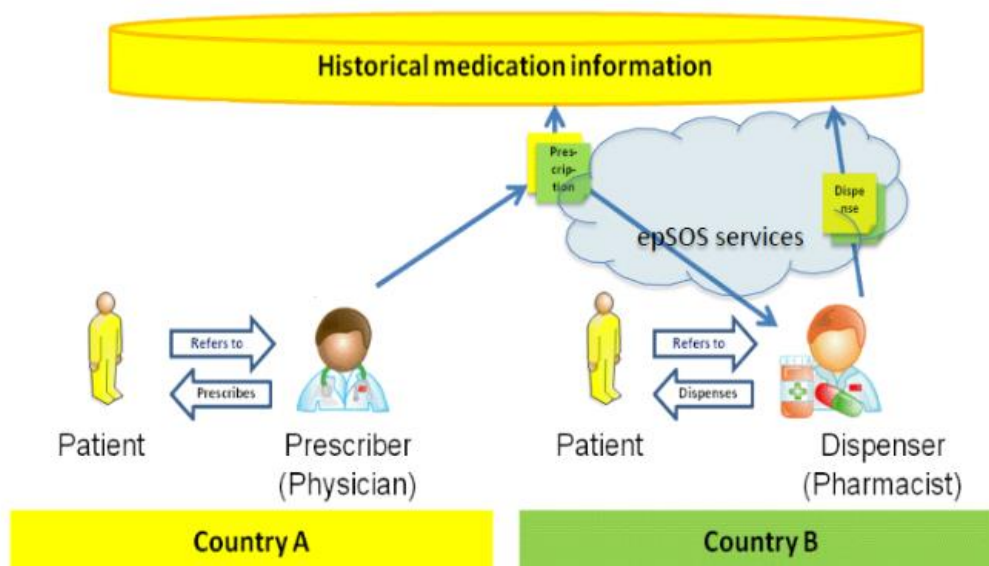 Historical medication information
Pres-
crip-
tion
Dispe
nse
epSOS services
Refers to
Prescribes
Refers to
Dispenses
Patient
Prescriber
(Physician)
Patient
Dispenser
(Pharmacist)
Country A
Country B